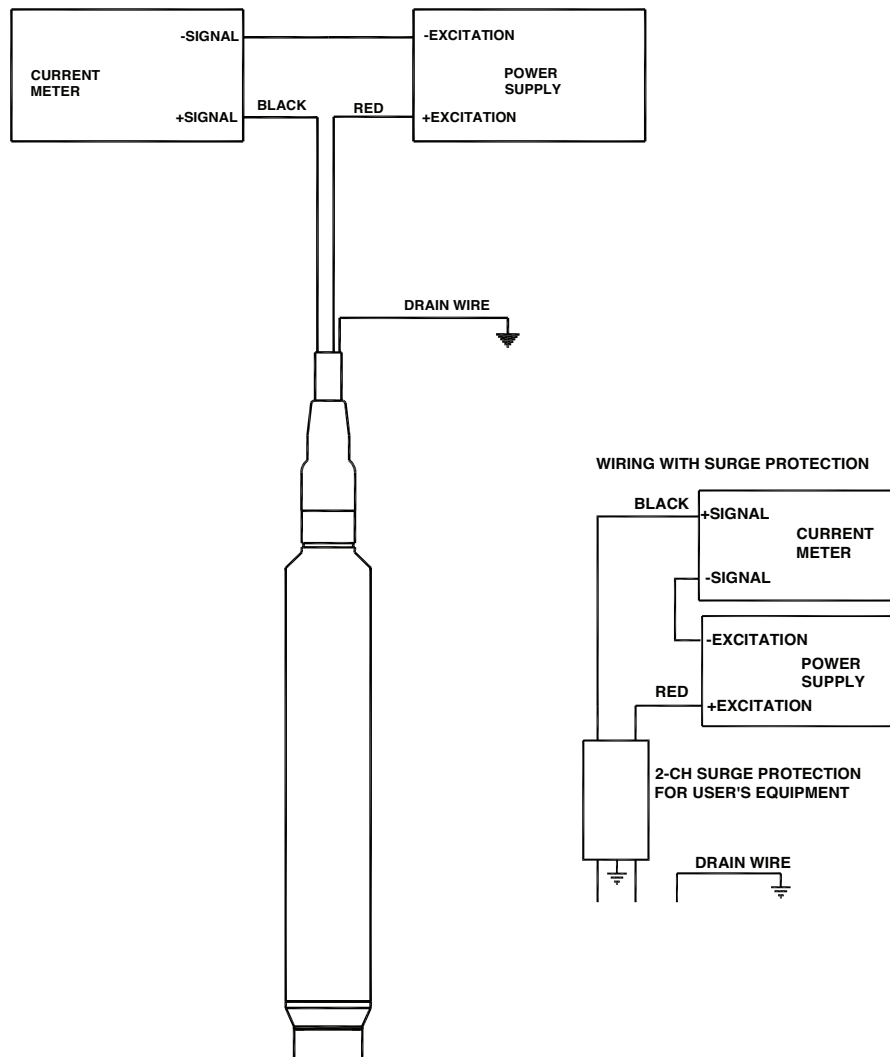 -SIGNAL
-EXCITATION
CURRENT
METER
POWER
SUPPLY
+SIGNAL
BLACK
RED
+EXCITATION
DRAIN WIRE
WIRING WITH SURGE PROTECTION
BLACK
+SIGNAL
CURRENT
METER
-SIGNAL
-EXCITATION
POWER
SUPPLY
RED
+EXCITATION
2-CH SURGE PROTECTION
FOR USER'S EQUIPMENT
DRAIN WIRE